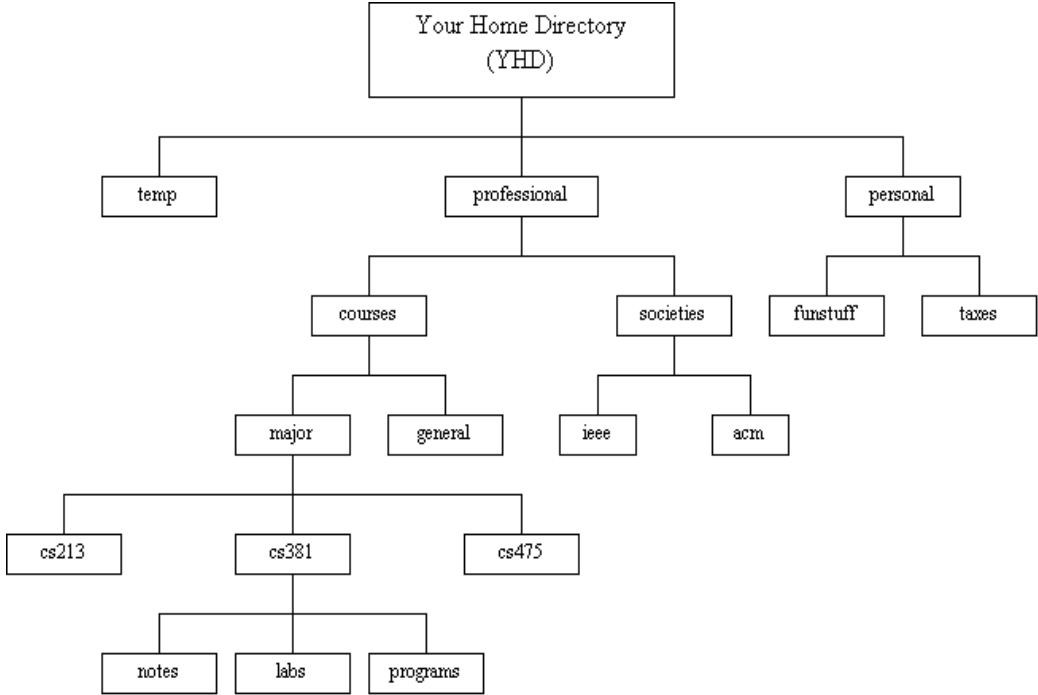 Your Home Directory
(YHD)
temp
professional
personal
courses
societies
funstuff
taxes
major
general
ieee
acm
cs213
cs381
cs475
notes
labs
programs